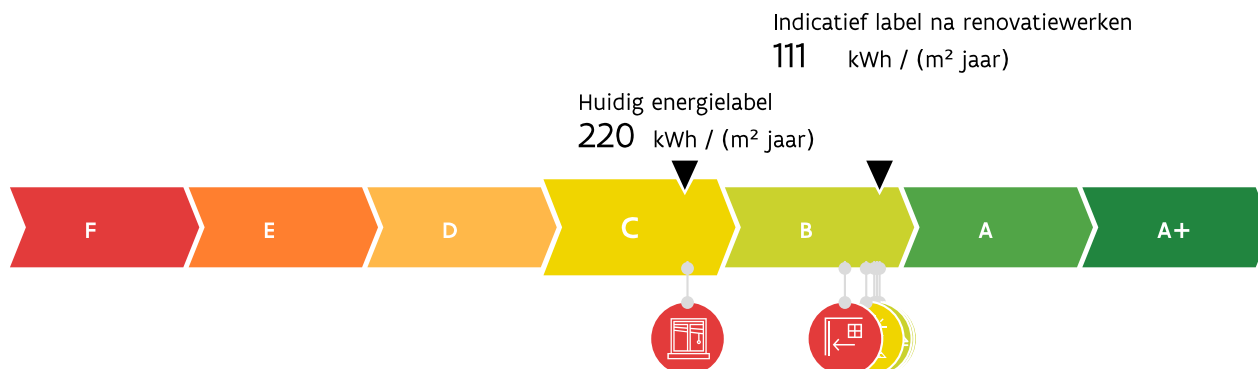 Indicatief label na renovatiewerken
111 kWh / (m² jaar)
Huidig energielabel
220 kWh / (m² jaar)
F E D C B A A+